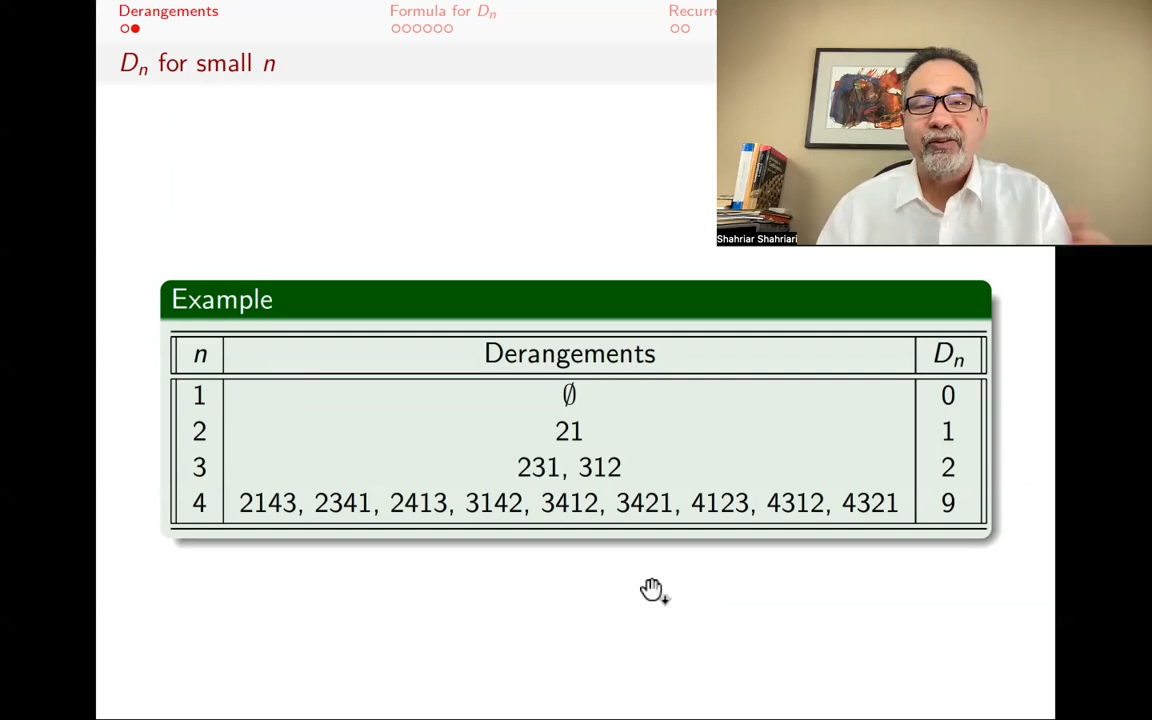 Derangements
Formula for Dn
Recurre
Dn for small n
Shahriar Shahriari
Example
n Derangements Dn
1 ∅ 0
2 21 1
3 231, 312 2
4 2143, 2341, 2413, 3142, 3412, 3421, 4123, 4312, 4321 9